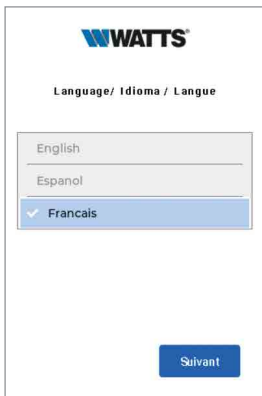 WATTS®
Language/ Idioma / Langue
English
Espanol
Francais
Suivant